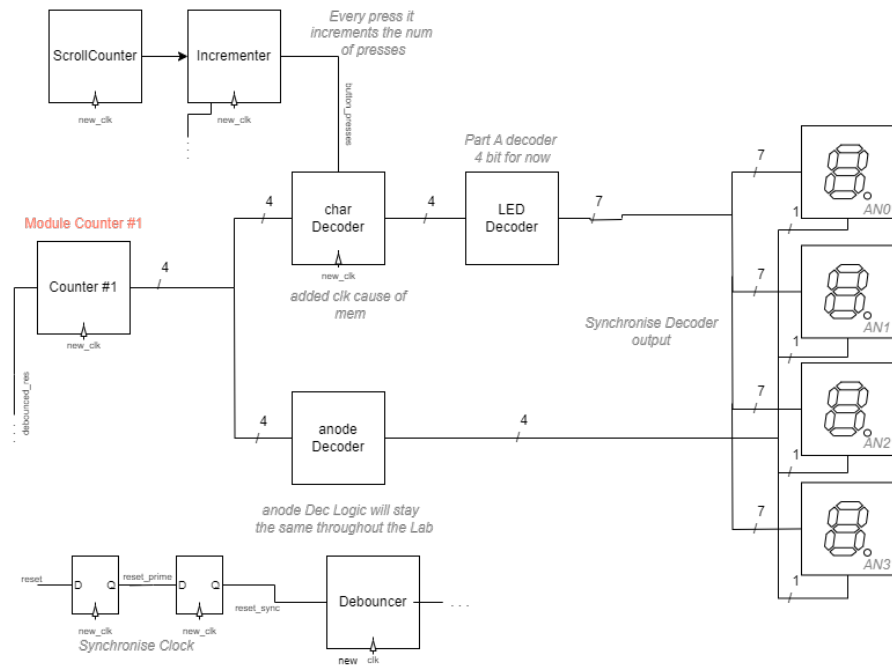 Every press it
increments the num
of presses
ScrollCounter
Incrementer
new_clk
new_clk
button_presses
Part A decoder
4 bit for now
7
4
char
Decoder
4
LED
Decoder
7
1
AN0
Module Counter #1
new_clk
Counter #1
4
added clk cause of
mem
7
Synchronise Decoder
output
AN1
new_clk
1
debounced_res
7
4
anode
Decoder
4
AN2
1
anode Dec Logic will stay
the same throughout the Lab
7
reset
D
Q
reset_prime
D
Q
reset_sync
Debouncer
AN3
1
new_clk
new_clk
Synchronise Clock
new clk